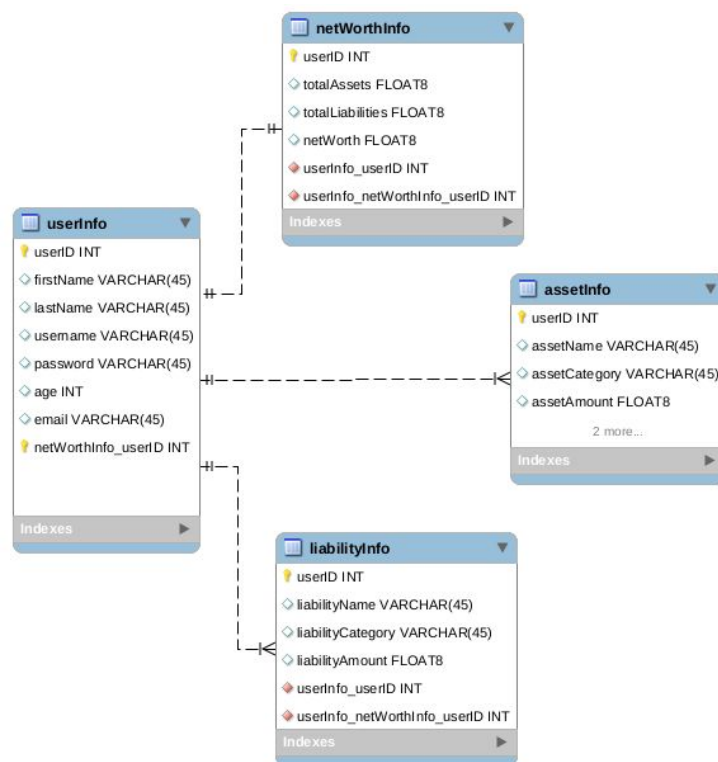 netWorthInfo
userID INT
totalAssets FLOAT8
totalLiabilities FLOAT8
netWorth FLOAT8
userInfo_userID INT
userInfo_netWorthInfo_userID INT
Indexes
userInfo
userID INT
firstName VARCHAR(45)
lastName VARCHAR(45)
username VARCHAR(45)
password VARCHAR(45)
age INT
email VARCHAR(45)
netWorthInfo_userID INT
Indexes
assetInfo
userID INT
assetName VARCHAR(45)
assetCategory VARCHAR(45)
assetAmount FLOAT8
2 more...
Indexes
liabilityInfo
userID INT
liabilityName VARCHAR(45)
liabilityCategory VARCHAR(45)
liabilityAmount FLOAT8
userInfo_userID INT
userInfo_netWorthInfo_userID INT
Indexes